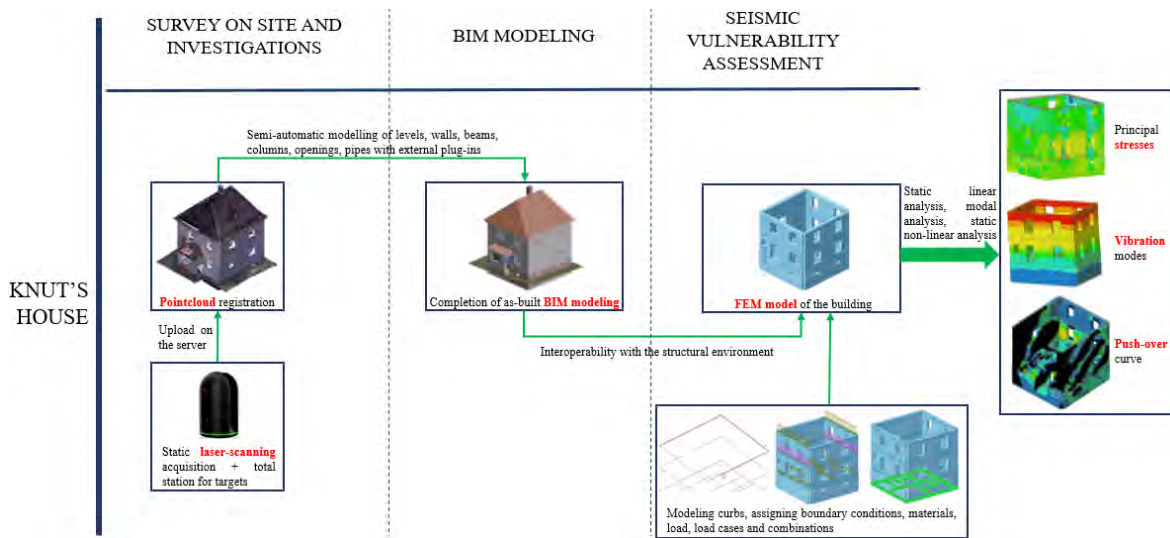 SURVEY ON SITE AND
INVESTIGATIONS
BIM MODELING
SEISMIC
VULNERABILITY
ASSESSMENT
KNUT'S
HOUSE
Semi-automatic modelling of levels, walls, beams,
columns, openings, pipes with external plug-ins
Pointcloud registration
Upload on
the server
Static laser-scanning
acquisition + total
station for targets
Completion of as-built BIM modeling
Interoperability with the structural environment
FEM model of the building
Modeling curbs, assigning boundary conditions, materials,
load, load cases and combinations
Static linear
analysis, modal
analysis, static
non-linear analysis
Principal
stresses
Vibration
modes
Push-over
curve